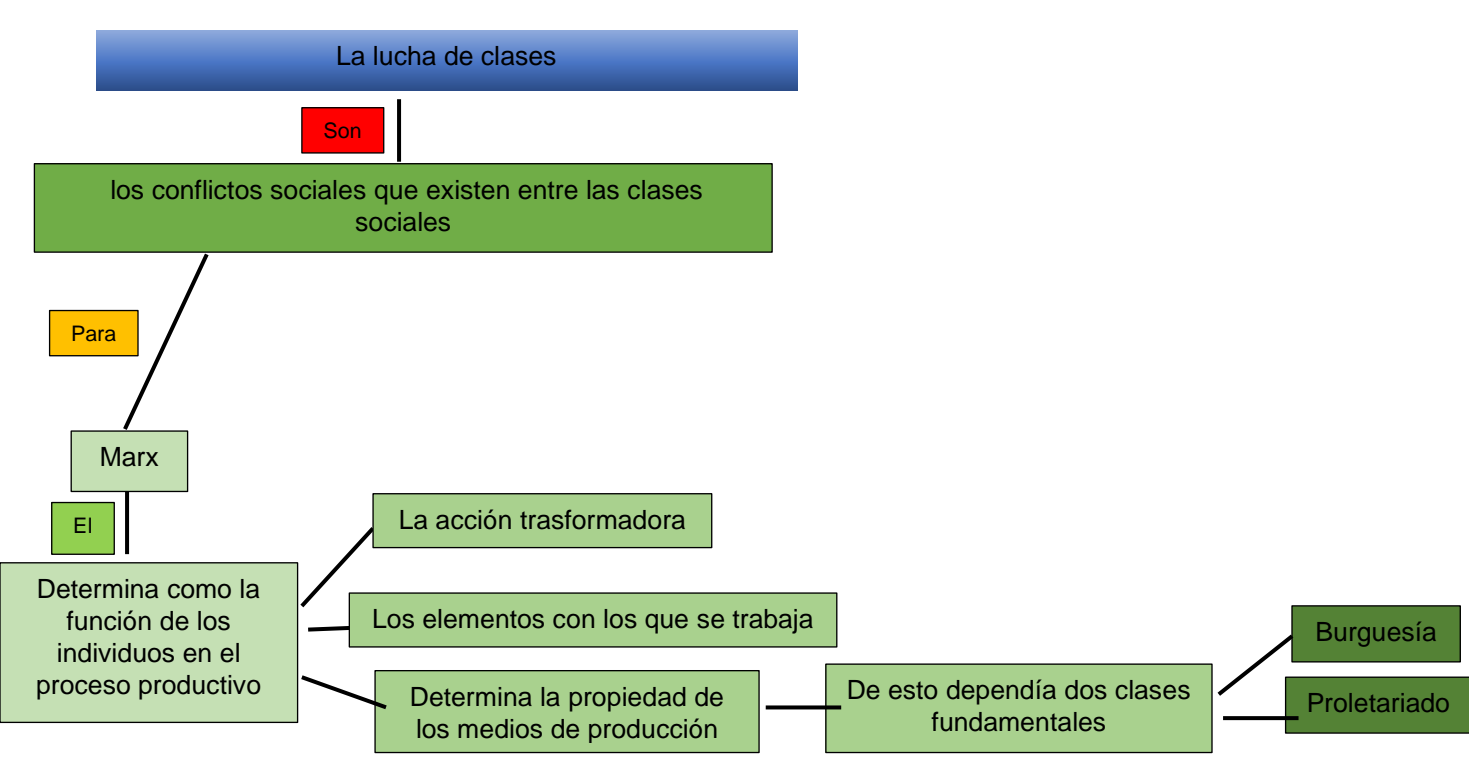 La lucha de clases
Son
los conflictos sociales que existen entre las clases
sociales
Para
Marx
El
Determina como la
función de los
individuos en el
proceso productivo
La acción trasformadora
Los elementos con los que se trabaja
Determina la propiedad de
los medios de producción
De esto dependía dos clases
fundamentales
Burguesía
Proletariado